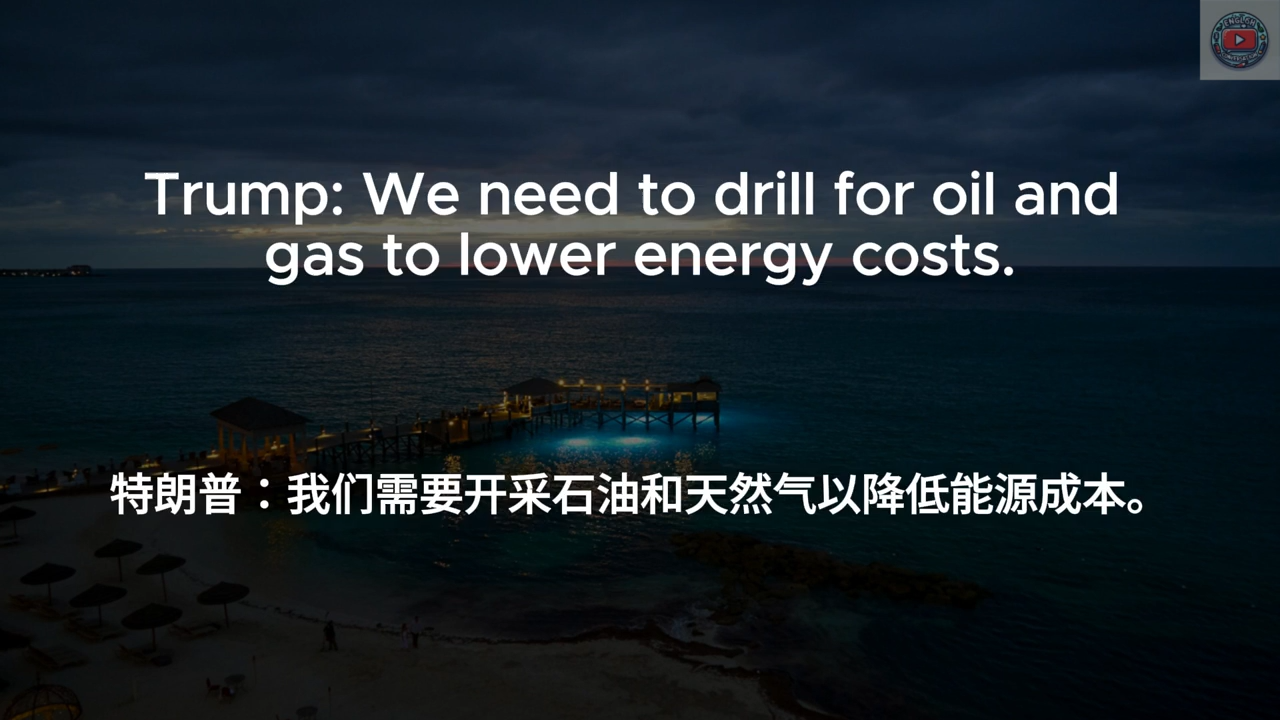 Trump: We need to drill for oil and
gas to lower energy costs.
特朗普：我们需要开采石油和天然气以降低能源成本。